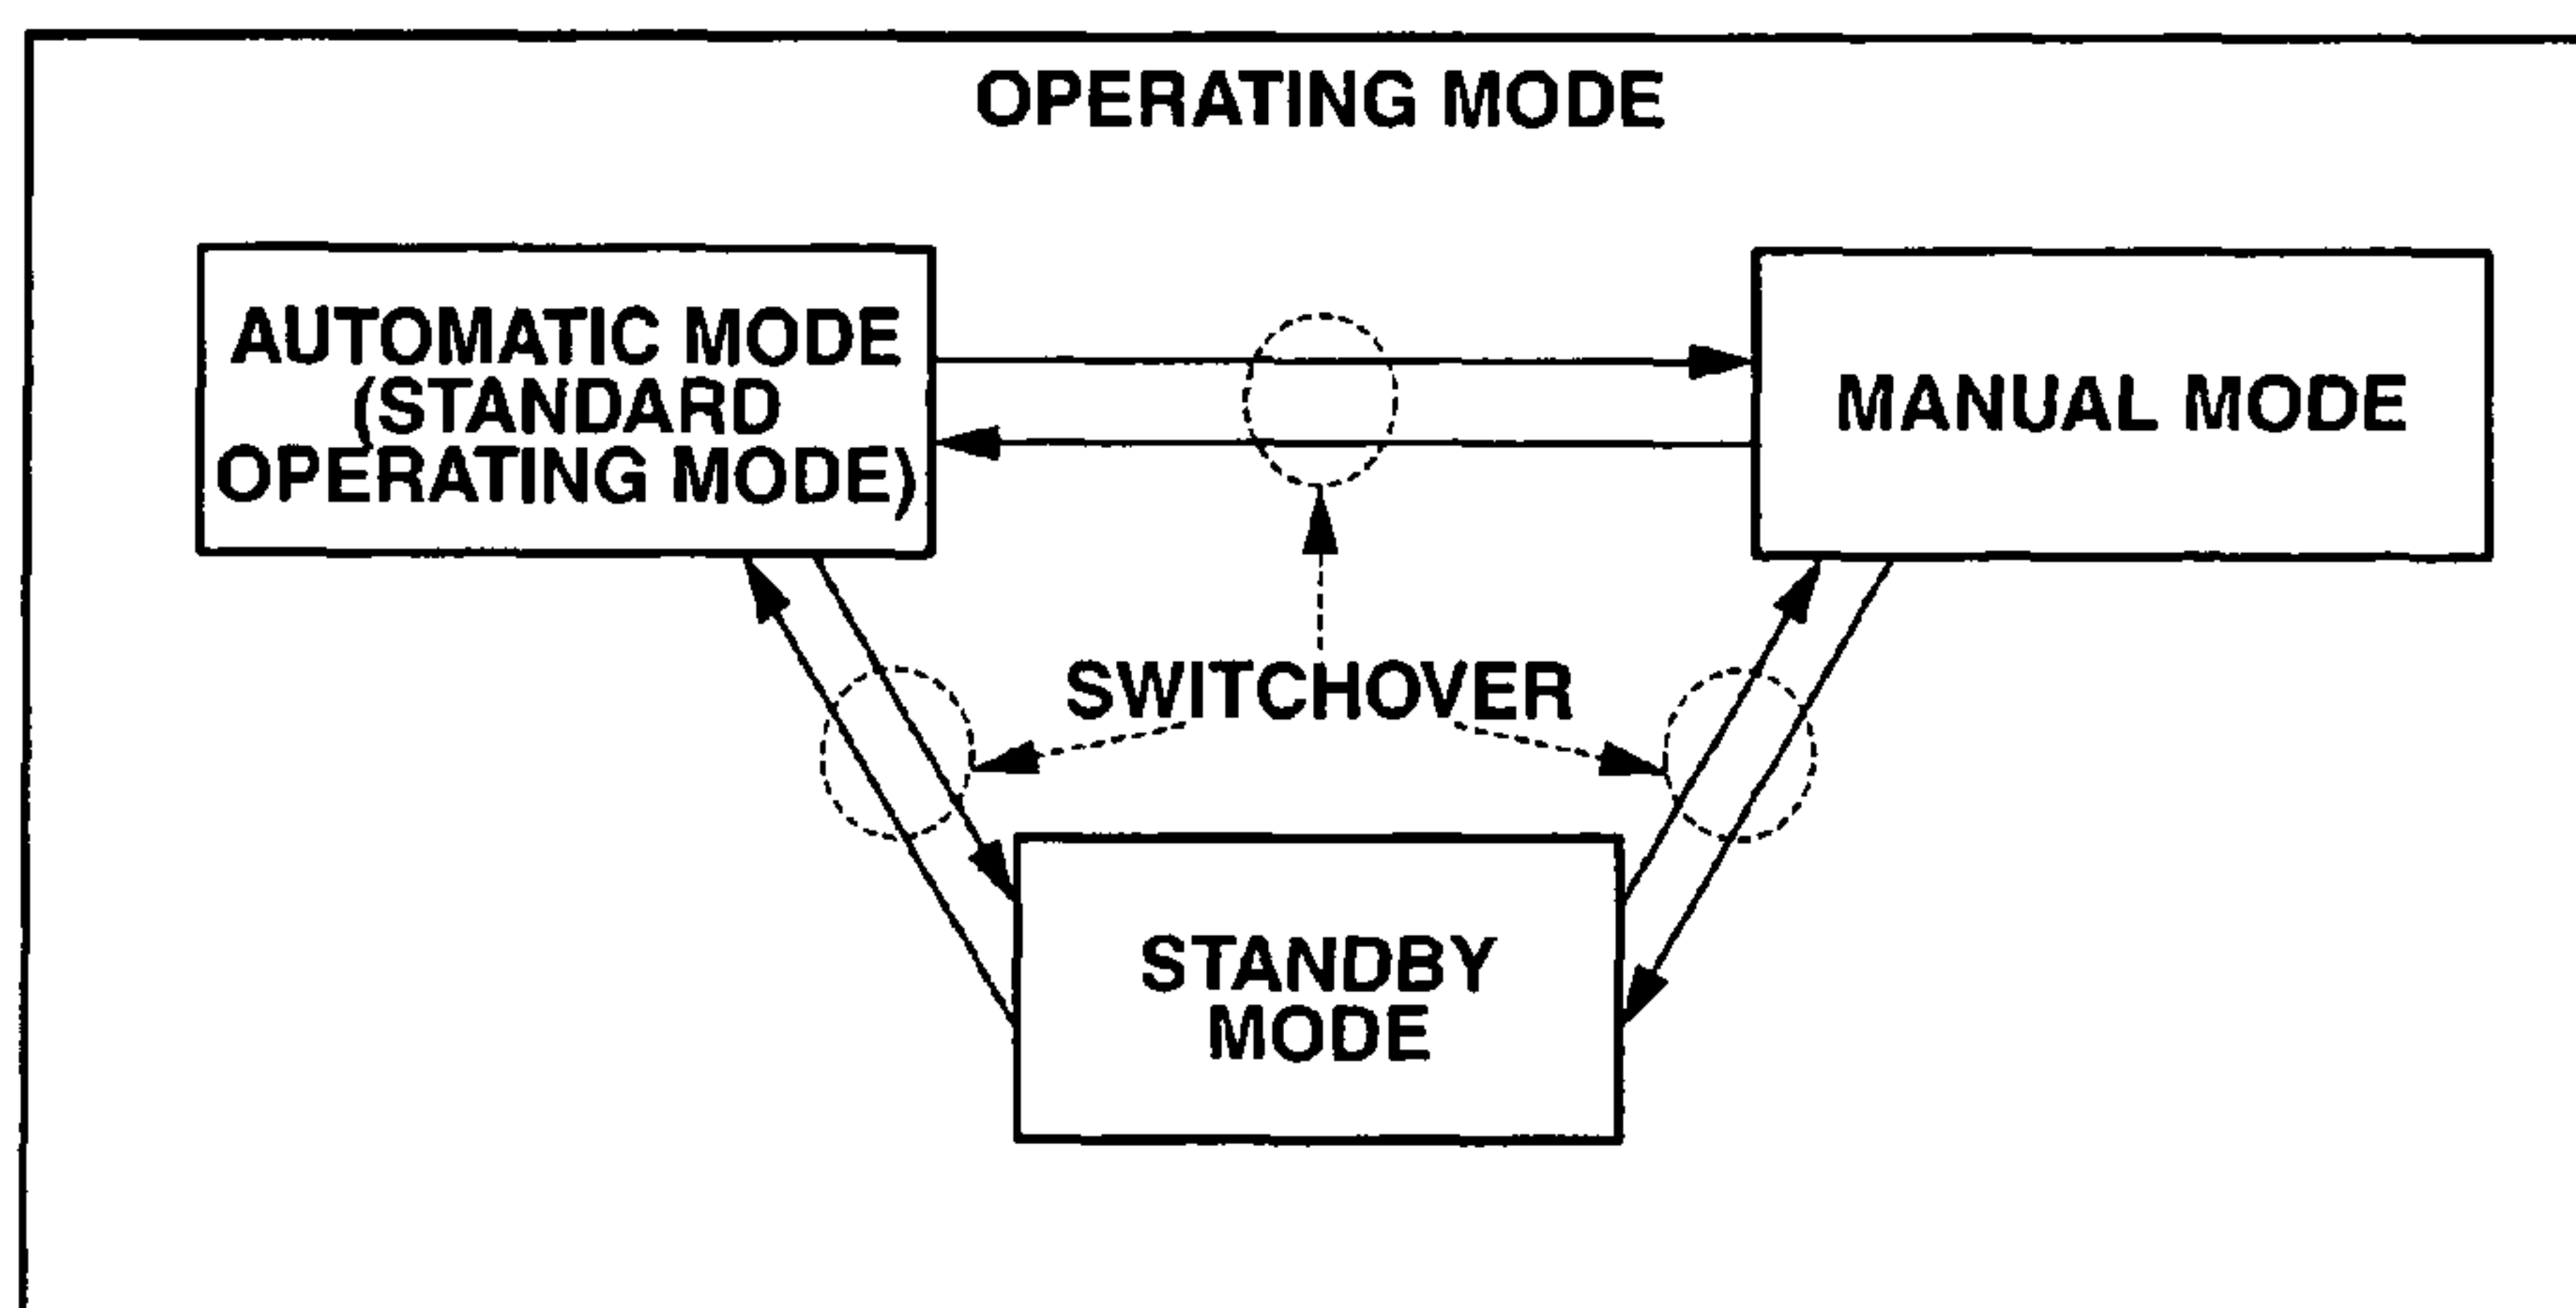 OPERATING MODE
AUTOMATIC MODE
(STANDARD
OPERATING MODE)
MANUAL MODE
SWITCHOVER
STANDBY
MODE